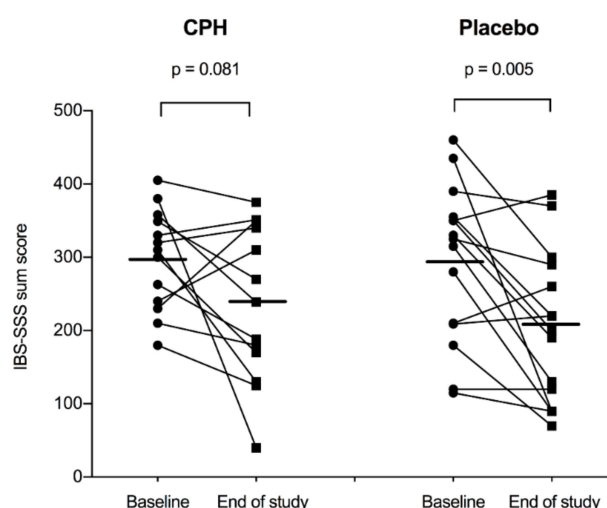 CPH Placebo
p = 0.081 p = 0.005
500
400
300
200
100
0
IBS-SSS sum score
Baseline End of study Baseline End of study